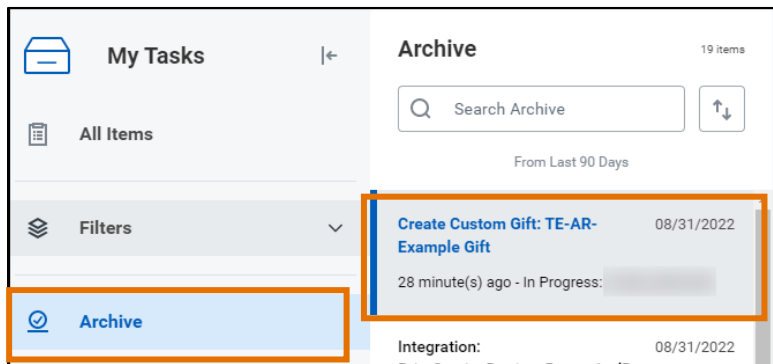 My Tasks
All Items
Filters
Archive
Archive
19 items
Search Archive
From Last 90 Days
Create Custom Gift: TE-AR-
08/31/2022
Example Gift
28 minute(s) ago - In Progress:
Integration:
08/31/2022